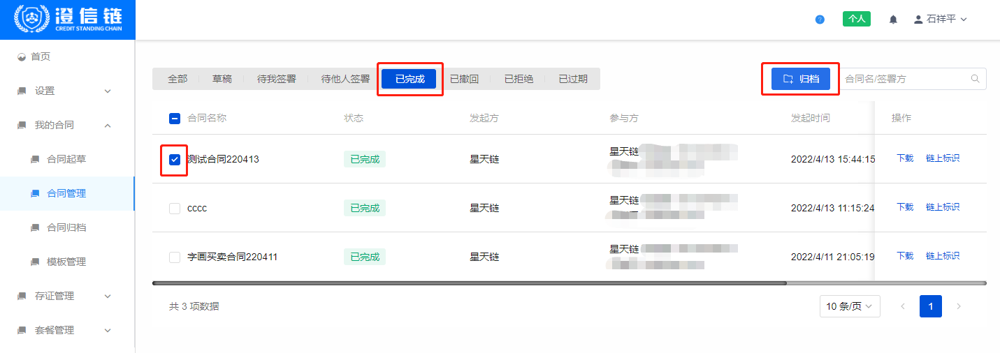 澄信链
CREDIT STANDING CHAIN
? 个人 石祥平
首页
设置
我的合同
合同起草
合同管理
合同归档
模板管理
存证管理
套餐管理
全部 草稿 待我签署 待他人签署 已完成 已撤回 已拒绝 已过期 归档 合同名/签署方
合同名称 状态 发起方 参与方 发起时间 操作
测试合同220413 已完成 星天链 星天链 2022/4/13 15:44:15 下载 链上标识
cccc 已完成 星天链 星天链 2022/4/13 11:15:24 下载 链上标识
字画买卖合同220411 已完成 星天链 星天链 2022/4/11 21:05:19 下载 链上标识
共 3 项数据 10 条/页 1